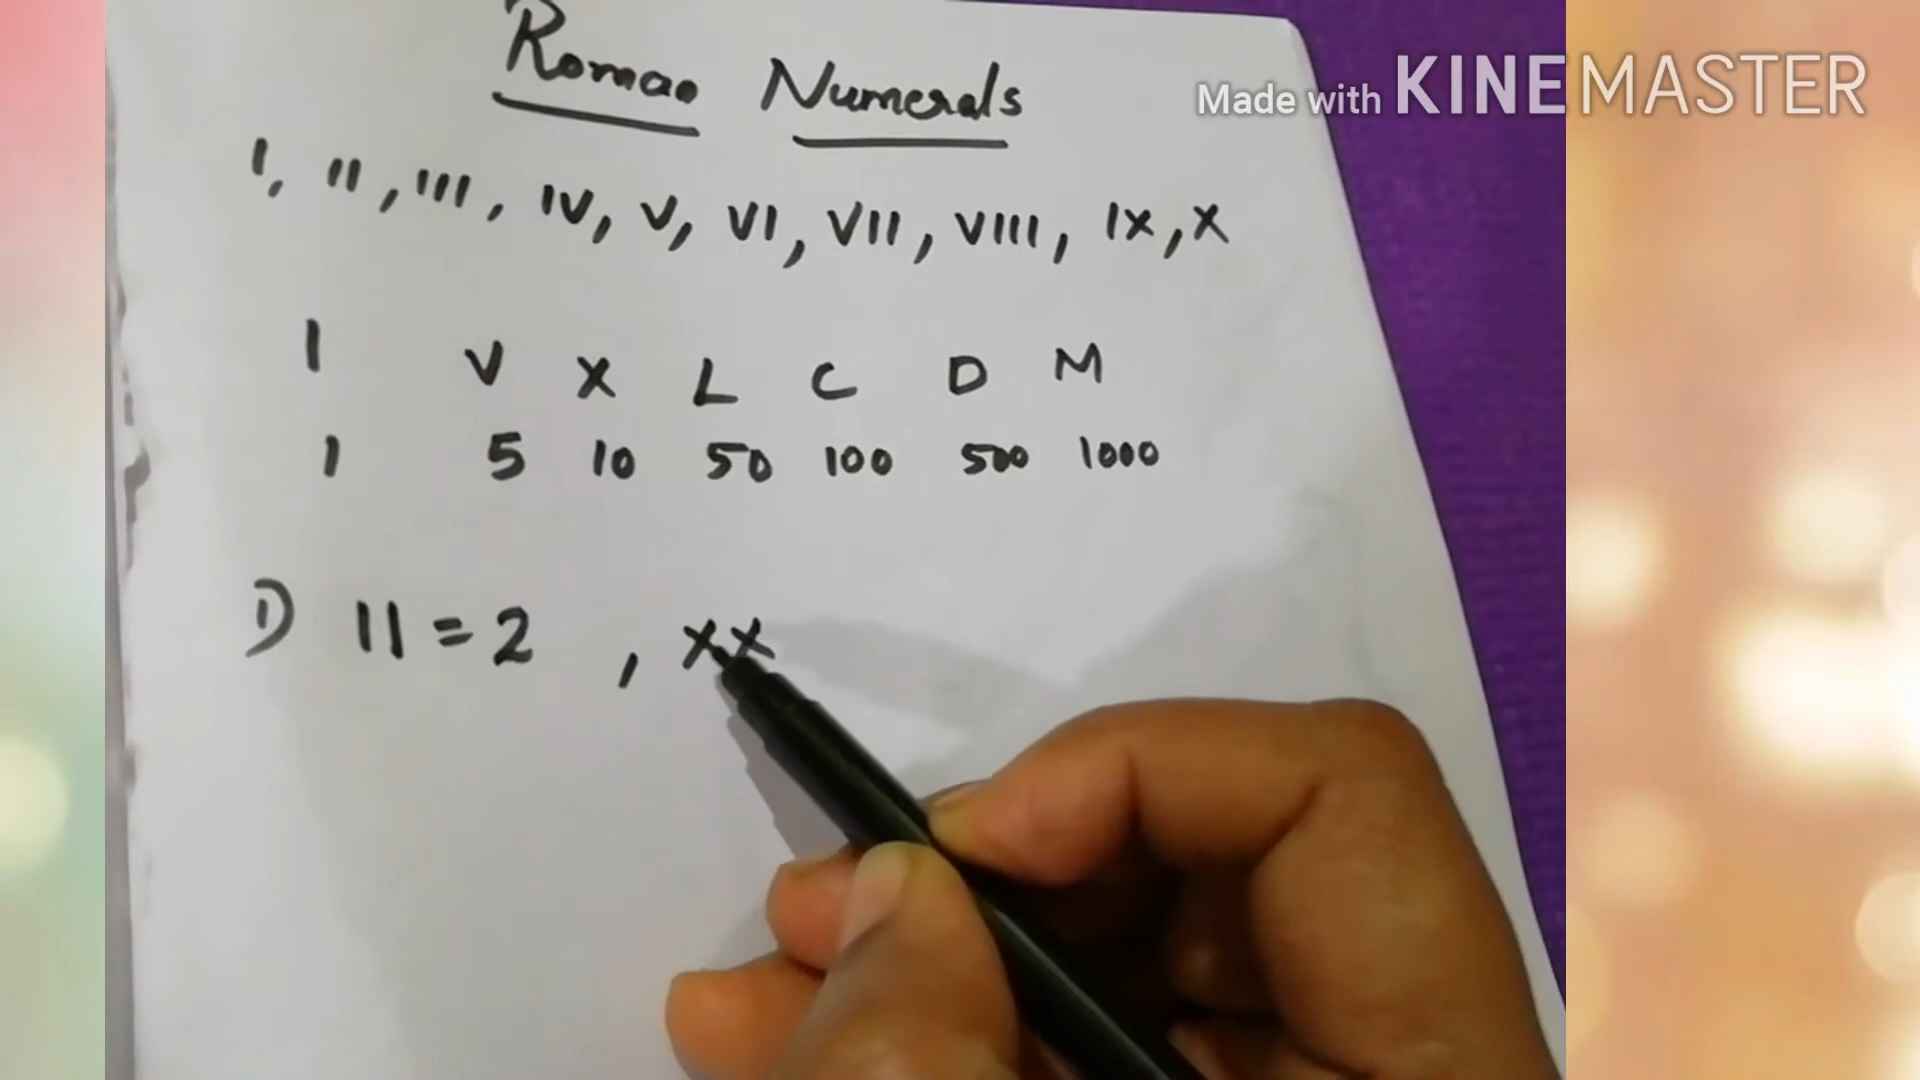 Roman Numerals
Made with KINEMASTER
I, II, III, IV, V, VI, VII, VIII, IX, X
I V X L C D M
1 5 10 50 100 500 1000
1) II = 2 , XX